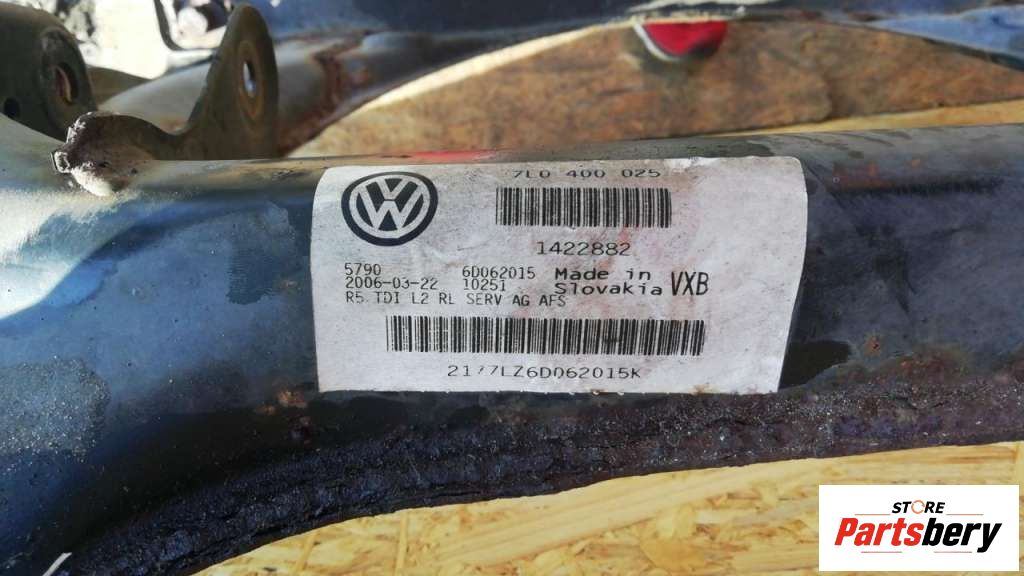 7L0 400 025
1422882
5790 6D062015 Made in
2006-03-22 10251 Slovakia VXB
R5 TDI L2 RL SERV AG AFS
2177LZ6D062015K
STORE
Partsbery